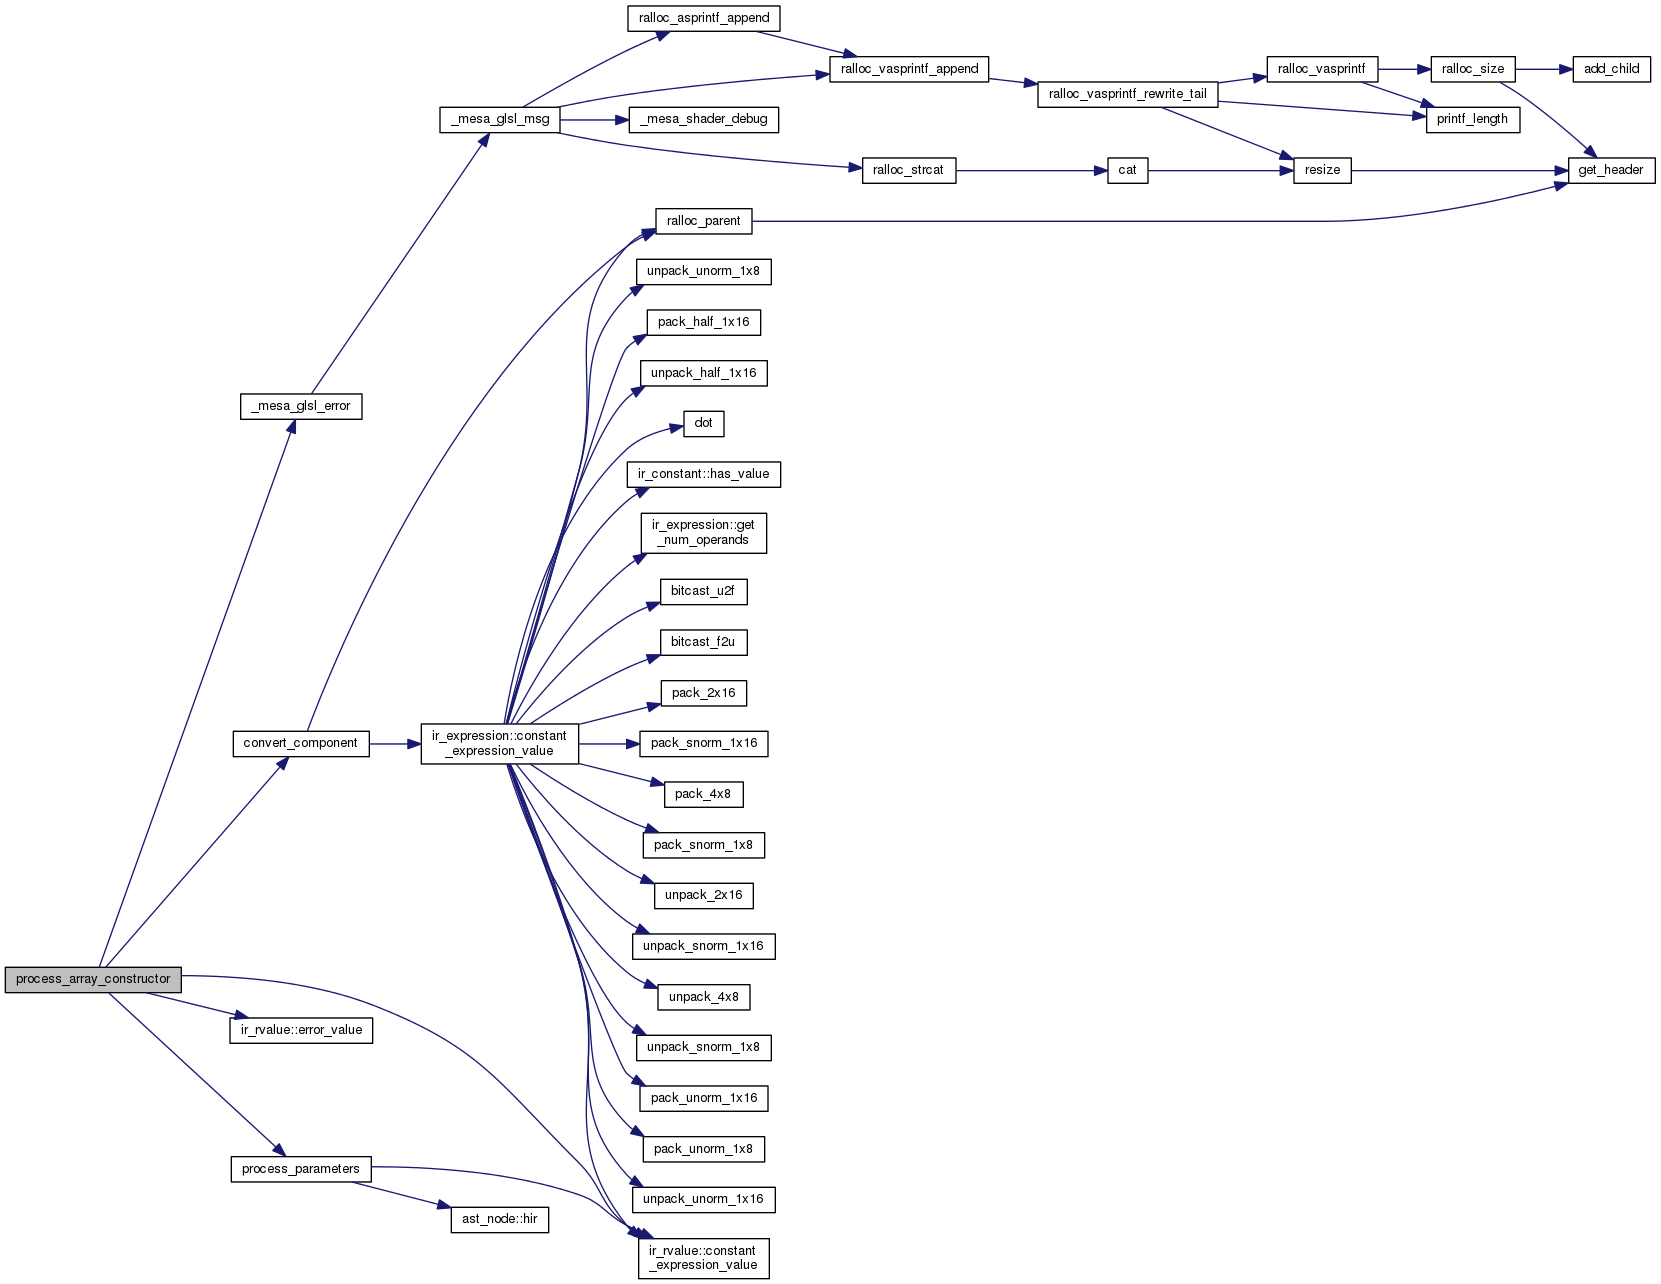 ralloc_asprintf_append
ralloc_vasprintf_append
ralloc_vasprintf
ralloc_size
add_child
ralloc_vasprintf_rewrite_tail
_mesa_glsl_msg
_mesa_shader_debug
printf_length
ralloc_strcat
cat
resize
get_header
ralloc_parent
unpack_unorm_1x8
pack_half_1x16
unpack_half_1x16
_mesa_glsl_error
dot
ir_constant::has_value
ir_expression::get
_num_operands
bitcast_u2f
bitcast_f2u
pack_2x16
convert_component
ir_expression::constant
_expression_value
pack_snorm_1x16
pack_4x8
pack_snorm_1x8
unpack_2x16
unpack_snorm_1x16
process_array_constructor
unpack_4x8
ir_rvalue::error_value
unpack_snorm_1x8
pack_unorm_1x16
pack_unorm_1x8
process_parameters
unpack_unorm_1x16
ast_node::hir
ir_rvalue::constant
_expression_value